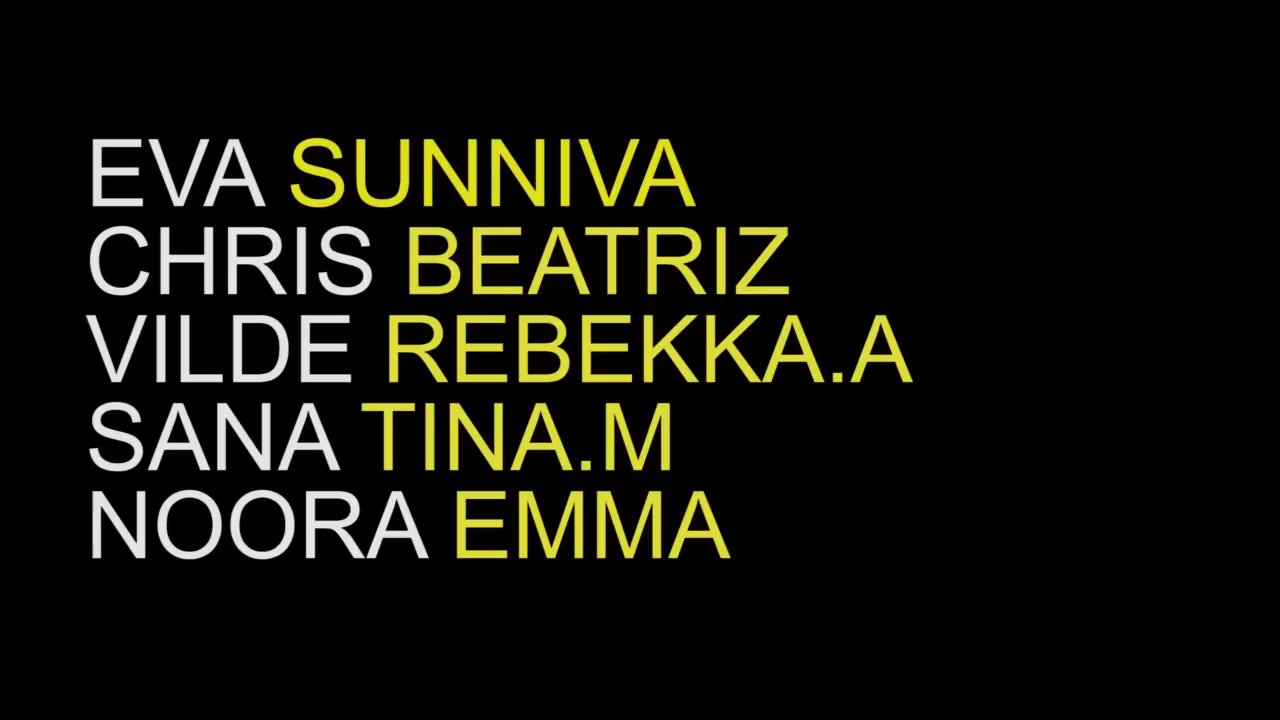 EVA SUNNIVA
CHRIS BEATRIZ
VILDE REBEKKA.A
SANA TINA.M
NOORA EMMA